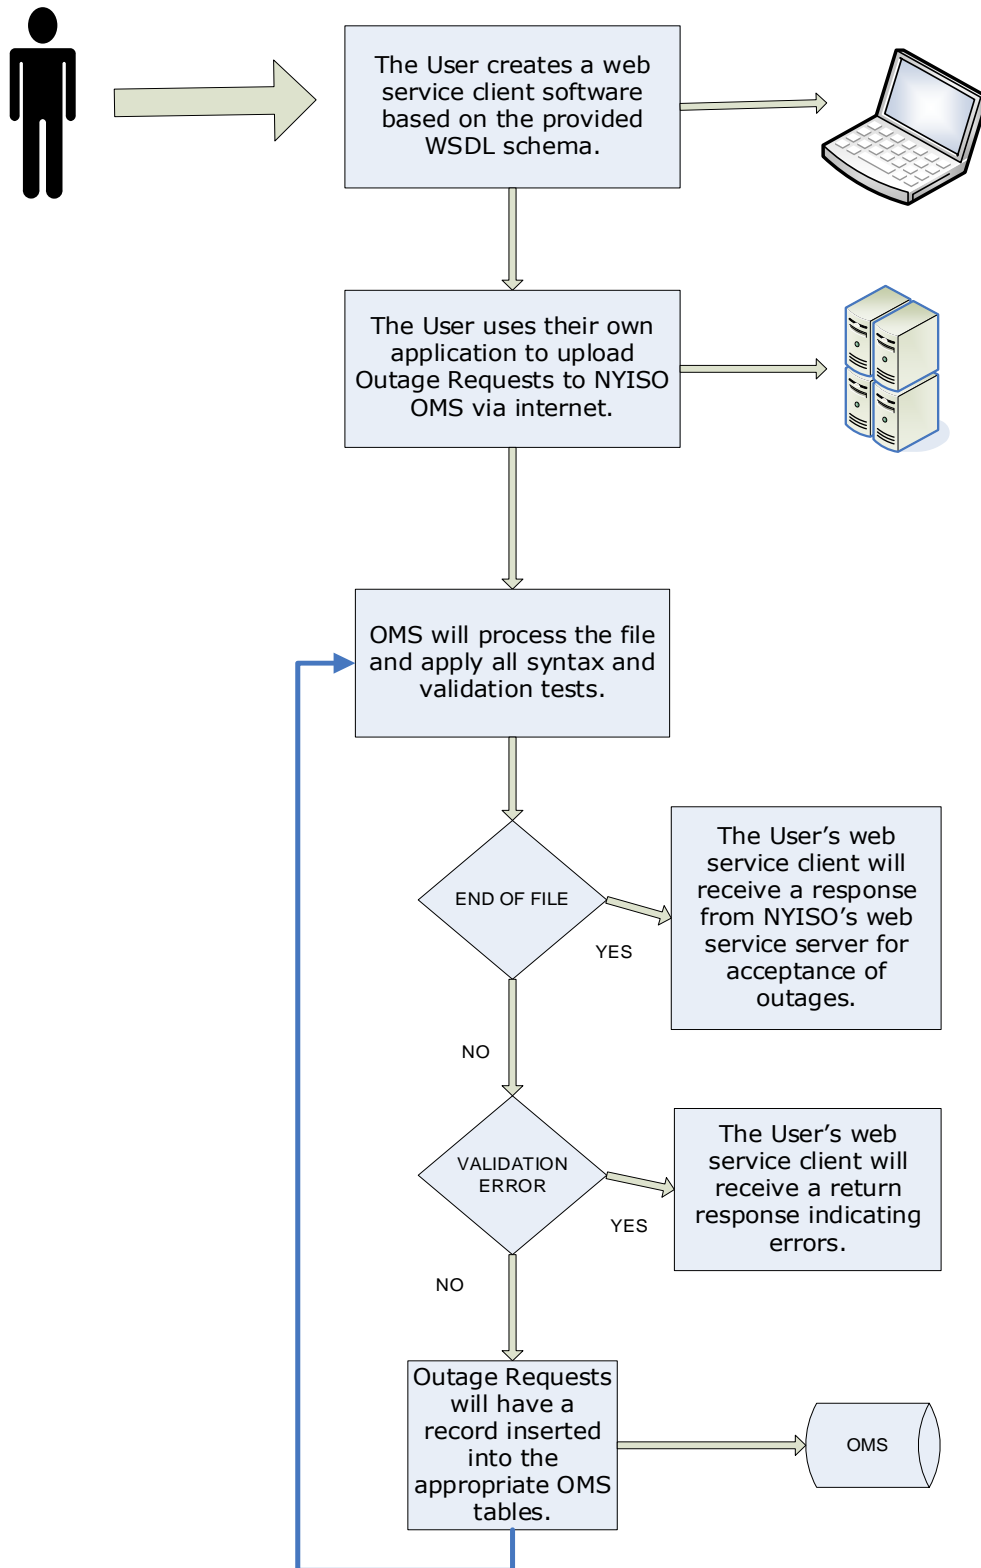 The User creates a web
service client software
based on the provided
WSDL schema.
The User uses their own
application to upload
Outage Requests to NYISO
OMS via internet.
OMS will process the file
and apply all syntax and
validation tests.
END OF FILE
YES
The User’s web
service client will
receive a response
from NYISO’s web
service server for
acceptance of
outages.
NO
VALIDATION
ERROR
YES
The User’s web
service client will
receive a return
response indicating
errors.
NO
Outage Requests
will have a
record inserted
into the
appropriate OMS
tables.
OMS